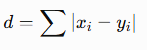 d = ∑ |xᵢ − yᵢ|